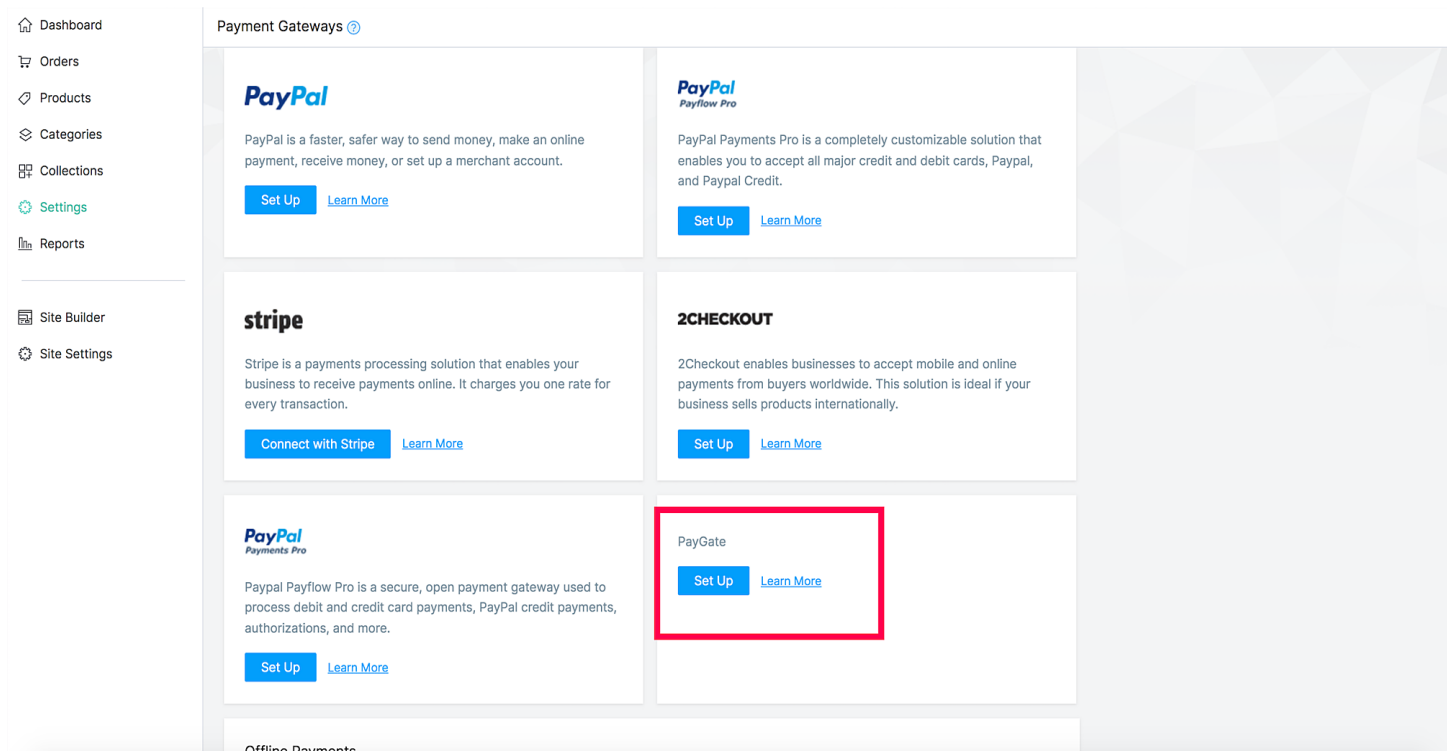 Dashboard
Orders
Products
Categories
Collections
Settings
Reports
Site Builder
Site Settings
Payment Gateways ?
PayPal
PayPal is a faster, safer way to send money, make an online
payment, receive money, or set up a merchant account.
Set Up Learn More
PayPal
Payflow Pro
PayPal Payments Pro is a completely customizable solution that
enables you to accept all major credit and debit cards, Paypal,
and Paypal Credit.
Set Up Learn More
stripe
Stripe is a payments processing solution that enables your
business to receive payments online. It charges you one rate for
every transaction.
Connect with Stripe Learn More
2CHECKOUT
2Checkout enables businesses to accept mobile and online
payments from buyers worldwide. This solution is ideal if your
business sells products internationally.
Set Up Learn More
PayPal
Payments Pro
Paypal Payflow Pro is a secure, open payment gateway used to
process debit and credit card payments, PayPal credit payments,
authorizations, and more.
Set Up Learn More
PayGate
Set Up Learn More
Offline Payments